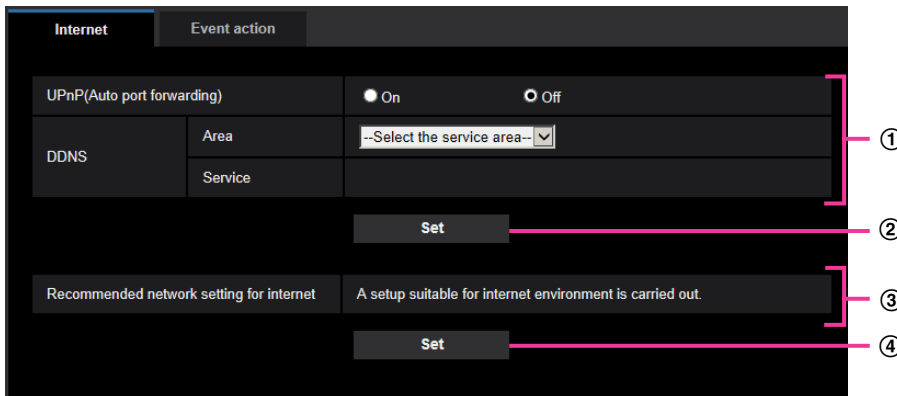 Internet Event action
UPnP(Auto port forwarding) On Off
DDNS Area --Select the service area--
Service
Set
Recommended network setting for internet A setup suitable for internet environment is carried out.
Set
①
②
③
④